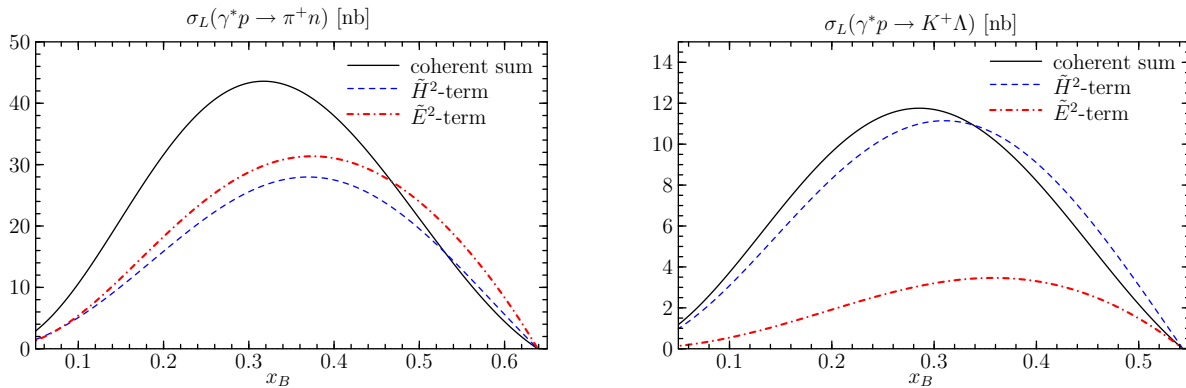 σ_L(γ*p → π⁺n) [nb]
50
40
30
20
10
0
0.1 0.2 0.3 0.4 0.5 0.6
x_B
coherent sum
H̃²-term
Ẽ²-term
σ_L(γ*p → K⁺Λ) [nb]
14
12
10
8
6
4
2
0
0.1 0.2 0.3 0.4 0.5
x_B
coherent sum
H̃²-term
Ẽ²-term